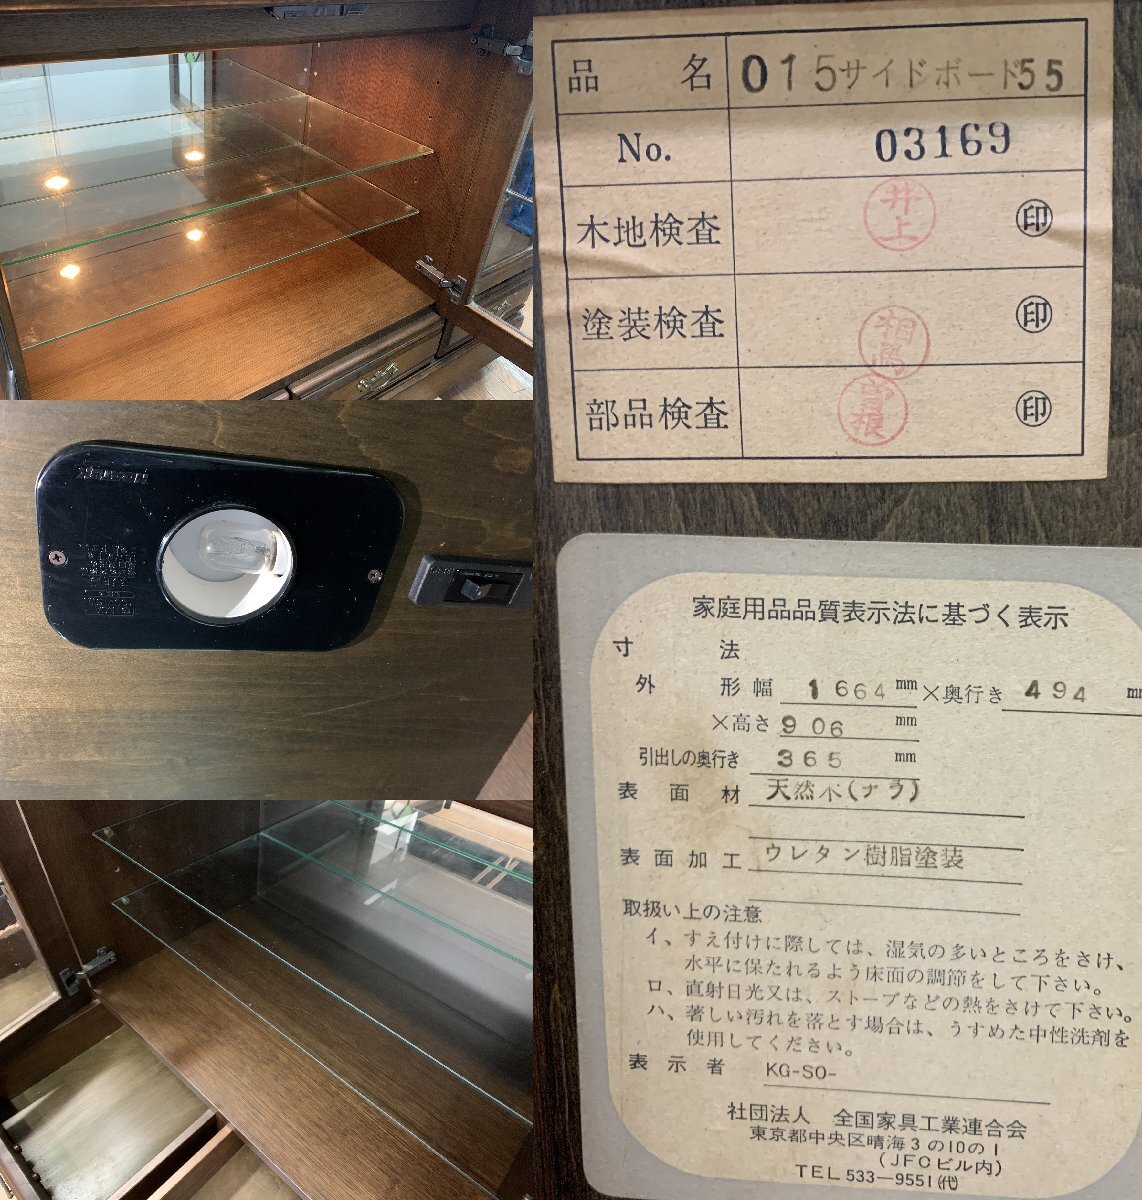 品名 015サイドボード55
No. 03169
木地検査 井上 ㊞
塗装検査 相馬 ㊞
部品検査 曽根 ㊞
家庭用品品質表示法に基づく表示
寸法
外形幅 1664mm×奥行き 494 mm
×高さ 906 mm
引出しの奥行き 365 mm
表面材 天然木(ナラ)
表面加工 ウレタン樹脂塗装
取扱い上の注意
イ、すえ付けに際しては、湿気の多いところをさけ、
水平に保たれるよう床面の調節をして下さい。
ロ、直射日光又は、ストーブなどの熱をさけて下さい。
ハ、著しい汚れを落とす場合は、うすめた中性洗剤を
使用してください。
表示者 KG-SO-
社団法人 全国家具工業連合会
東京都中央区晴海3の10の1
(JFCビル内)
TEL 533-9551(代)